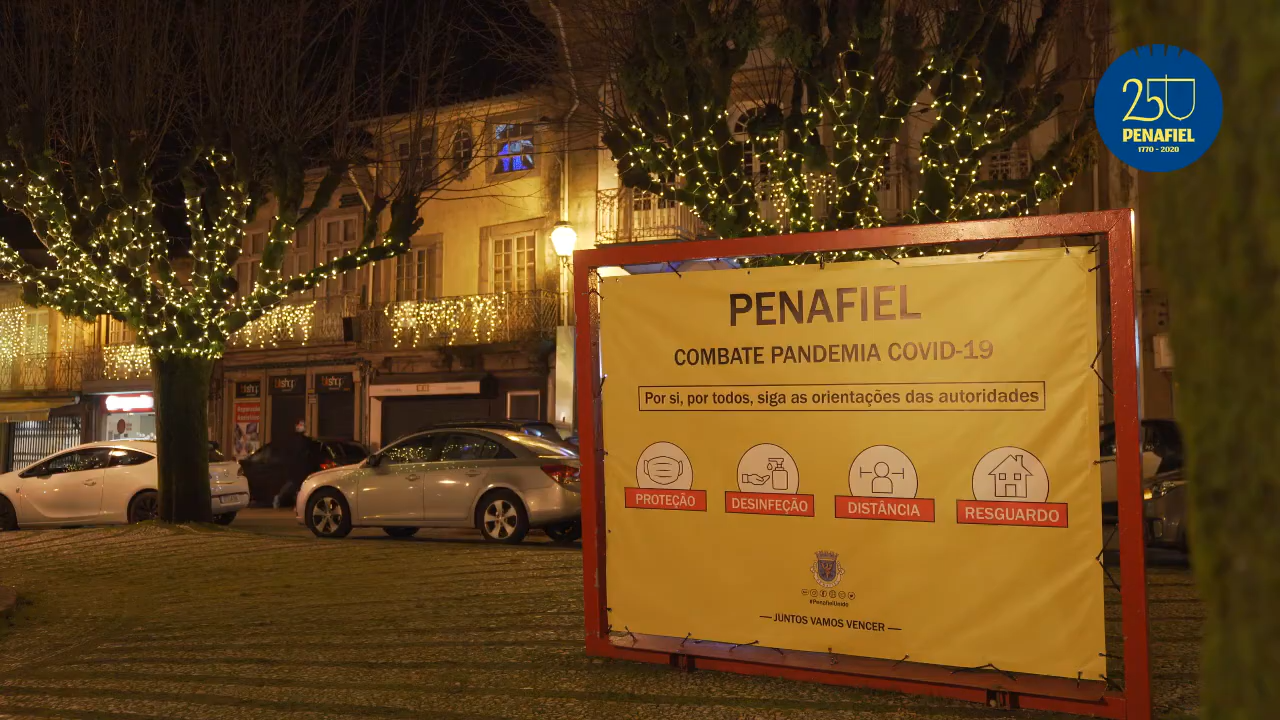 250
PENAFIEL
1770 - 2020
PENAFIEL
COMBATE PANDEMIA COVID-19
Por si, por todos, siga as orientações das autoridades
PROTEÇÃO
DESINFEÇÃO
DISTÂNCIA
RESGUARDO
#PenafielUnido
JUNTOS VAMOS VENCER